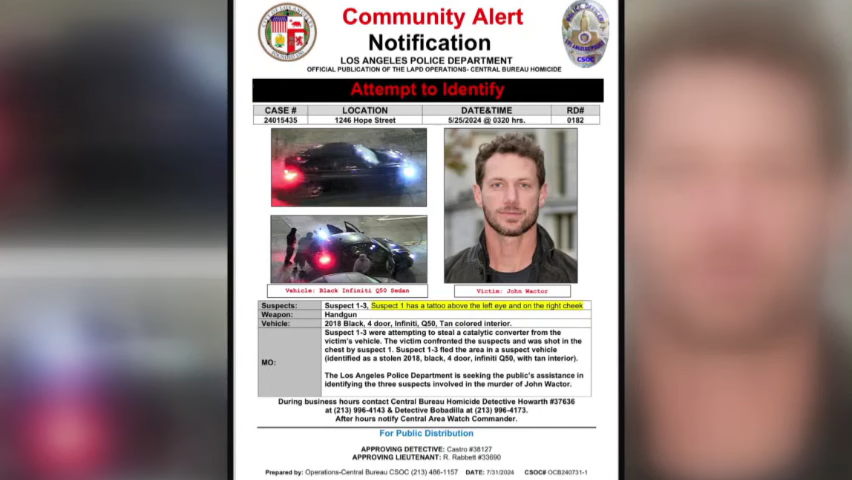 Community Alert
Notification
LOS ANGELES POLICE DEPARTMENT
OFFICIAL PUBLICATION OF THE LAPD OPERATIONS- CENTRAL BUREAU HOMICIDE
Attempt to Identify
CASE # LOCATION DATE&TIME RD#
24015435 1246 Hope Street 5/25/2024 @ 0320 hrs. 0182
Vehicle: Black Infiniti Q50 Sedan
Victim: John Wactor
Suspects: Suspect 1-3, Suspect 1 has a tattoo above the left eye and on the right cheek
Weapon: Handgun
Vehicle: 2018 Black, 4 door, Infiniti, Q50, Tan colored interior.
MO:
Suspect 1-3 were attempting to steal a catalytic converter from the
victim's vehicle. The victim confronted the suspects and was shot in the
chest by suspect 1. Suspect 1-3 fled the area in a suspect vehicle
(identified as a stolen 2018, black, 4 door, infiniti Q50, with tan interior).
The Los Angeles Police Department is seeking the public's assistance in
identifying the three suspects involved in the murder of John Wactor.
During business hours contact Central Bureau Homicide Detective Howarth #37636
at (213) 996-4143 & Detective Bobadilla at (213) 996-4173.
After hours notify Central Area Watch Commander.
For Public Distribution
APPROVING DETECTIVE: Castro #38127
APPROVING LIEUTENANT: R. Rabbett #33690
Prepared by: Operations-Central Bureau CSOC (213) 486-1157 DATE: 7/31/2024 CSOC# OCB240731-1
CSOC